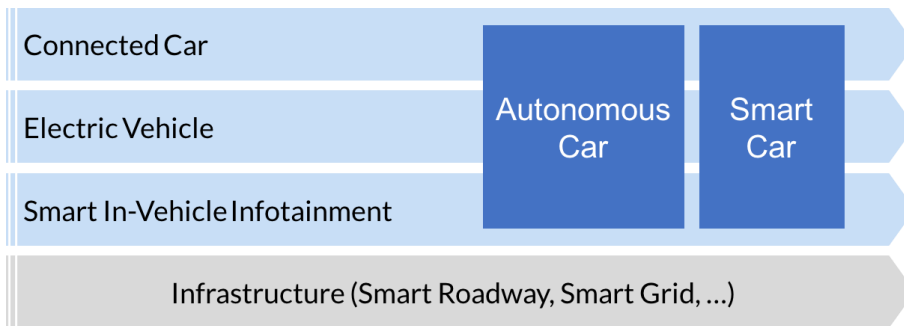 Connected Car
Electric Vehicle
Smart In-Vehicle Infotainment
Autonomous
Car
Smart
Car
Infrastructure (Smart Roadway, Smart Grid, ...)